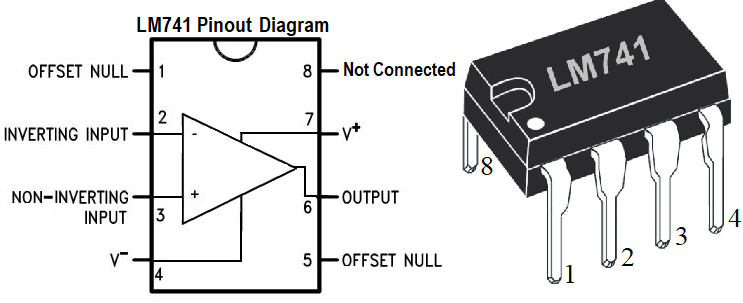 LM741 Pinout Diagram
OFFSET NULL 1
8 Not Connected
INVERTING INPUT 2
-
7 V+
NON-INVERTING
INPUT
3
+
OUTPUT
6
V-
4
5 OFFSET NULL
LM741
8
1
2
3
4